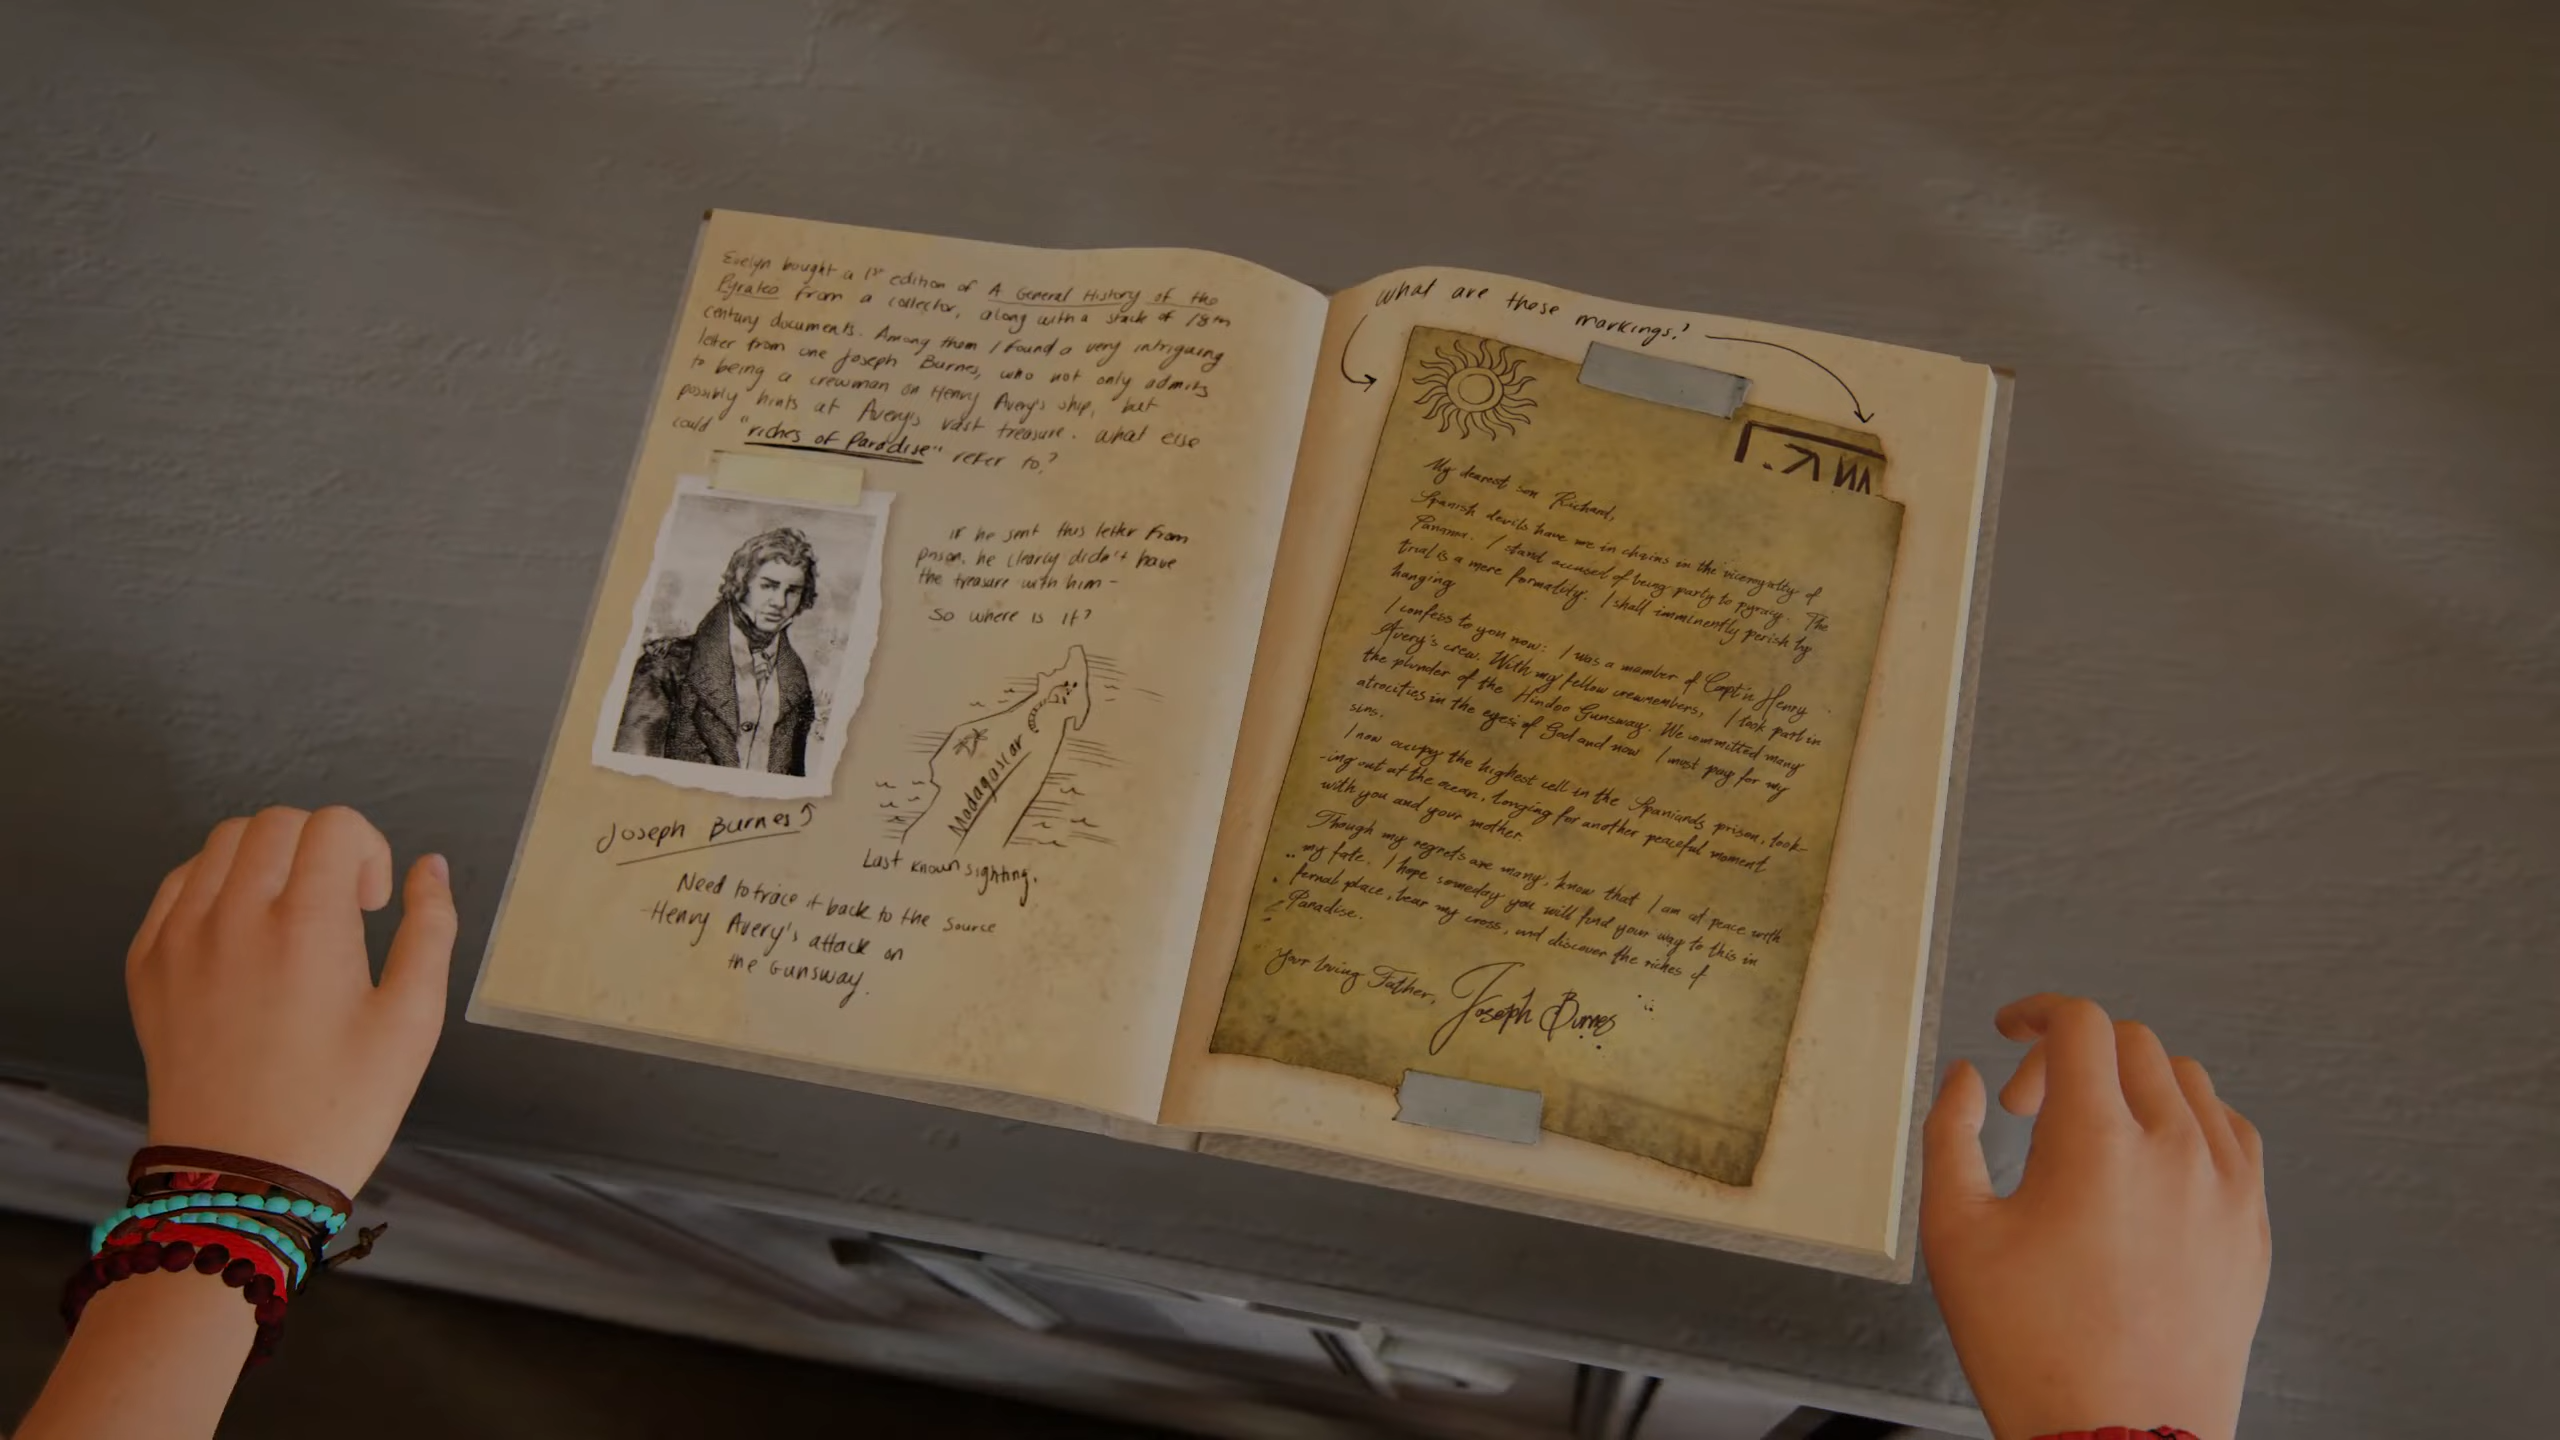 Evelyn bought a 1st edition of A General History of the
Pyrates from a collector, along with a stack of 18th
century documents. Among them I found a very intriguing
letter from one Joseph Burnes, who not only admits
to being a crewman on Henry Avery's ship, but
possibly hints at Avery's vast treasure. What else
could "riches of Paradise" refer to?
If he sent this letter from
prison, he clearly didn't have
the treasure with him -
So where is it?
Madagascar
Joseph Burnes
Last known sighting.
Need to trace it back to the source
Henry Avery's attack on
the Gunsway.
What are these markings?
My dearest son Richard,
Spanish devils have me in chains in the viceroyalty of
Panama. I stand accused of being party to pyracy. The
trial is a mere formality. I shall imminently perish by
hanging
I confess to you now: I was a member of Capt'n Henry
Avery's crew. With my fellow crewmembers, I took part in
the plunder of the Hindoo Gunsway. We committed many
atrocities in the eyes of God and now I must pay for my
sins.
I now occupy the highest cell in the Spaniards prison, look-
-ing out at the ocean, longing for another peaceful moment
with you and your mother.
Though my regrets are many, know that I am at peace with
my fate. I hope someday you will find your way to this in
fernal place, bear my cross, and discover the riches of
Paradise.
Your loving Father,
Joseph Burnes